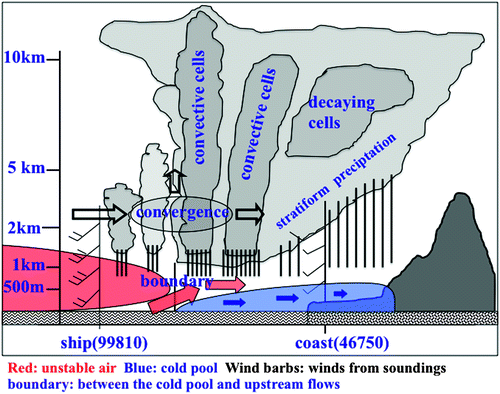 10km
5 km
2km
1km
500m
convective cells
convective cells
decaying
cells
stratiform precipitation
convergence
boundary
ship(99810)
coast(46750)
Red: unstable air Blue: cold pool Wind barbs: winds from soundings
boundary: between the cold pool and upstream flows